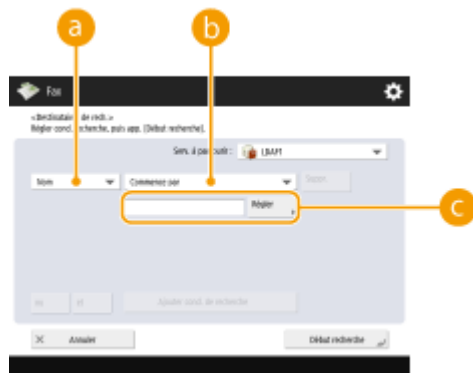 a b
Fax
<Destinataire de rech.>
Régler cond. recherche, puis app. [Début recherche].
Serv. à parcourir : LDAP1
Nom Commence par
Régler
c
Ajouter cond. de recherche
Annuler Début recherche